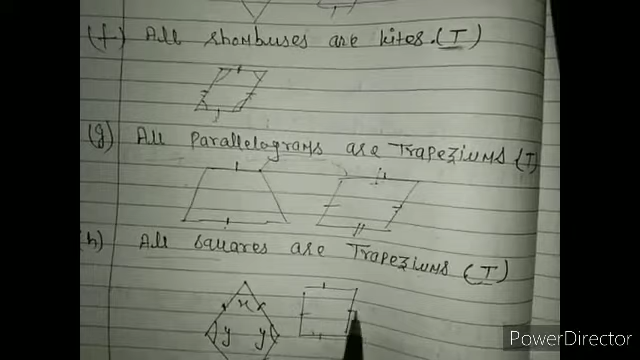 (f) All rhombuses are kites. (T)
(g) All parallelograms are Trapeziums (T)
(h) All squares are Trapeziums (T)
x
y y
PowerDirector